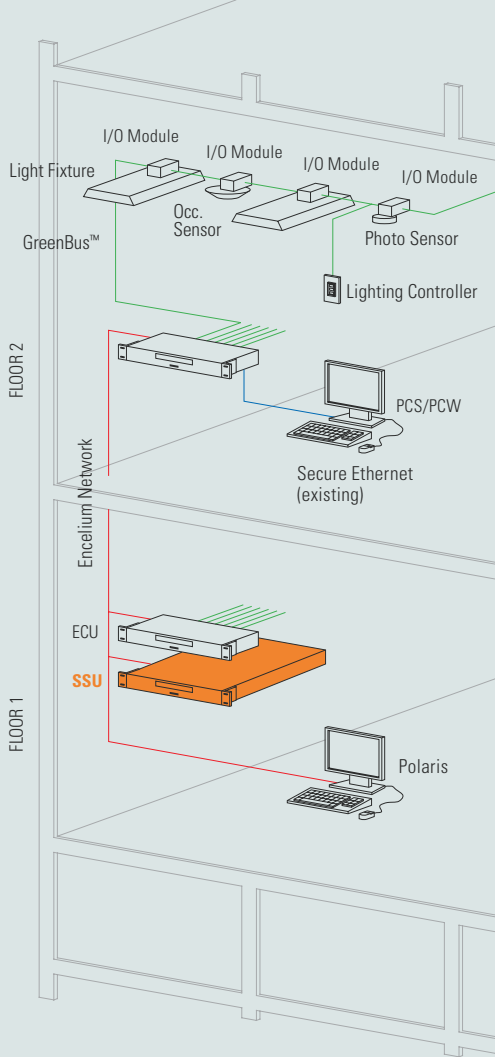 I/O Module
I/O Module
I/O Module
I/O Module
Light Fixture
Occ.
Sensor
GreenBus™
Photo Sensor
Lighting Controller
FLOOR 2
PCS/PCW
Encelium Network
Secure Ethernet
(existing)
ECU
SSU
FLOOR 1
Polaris